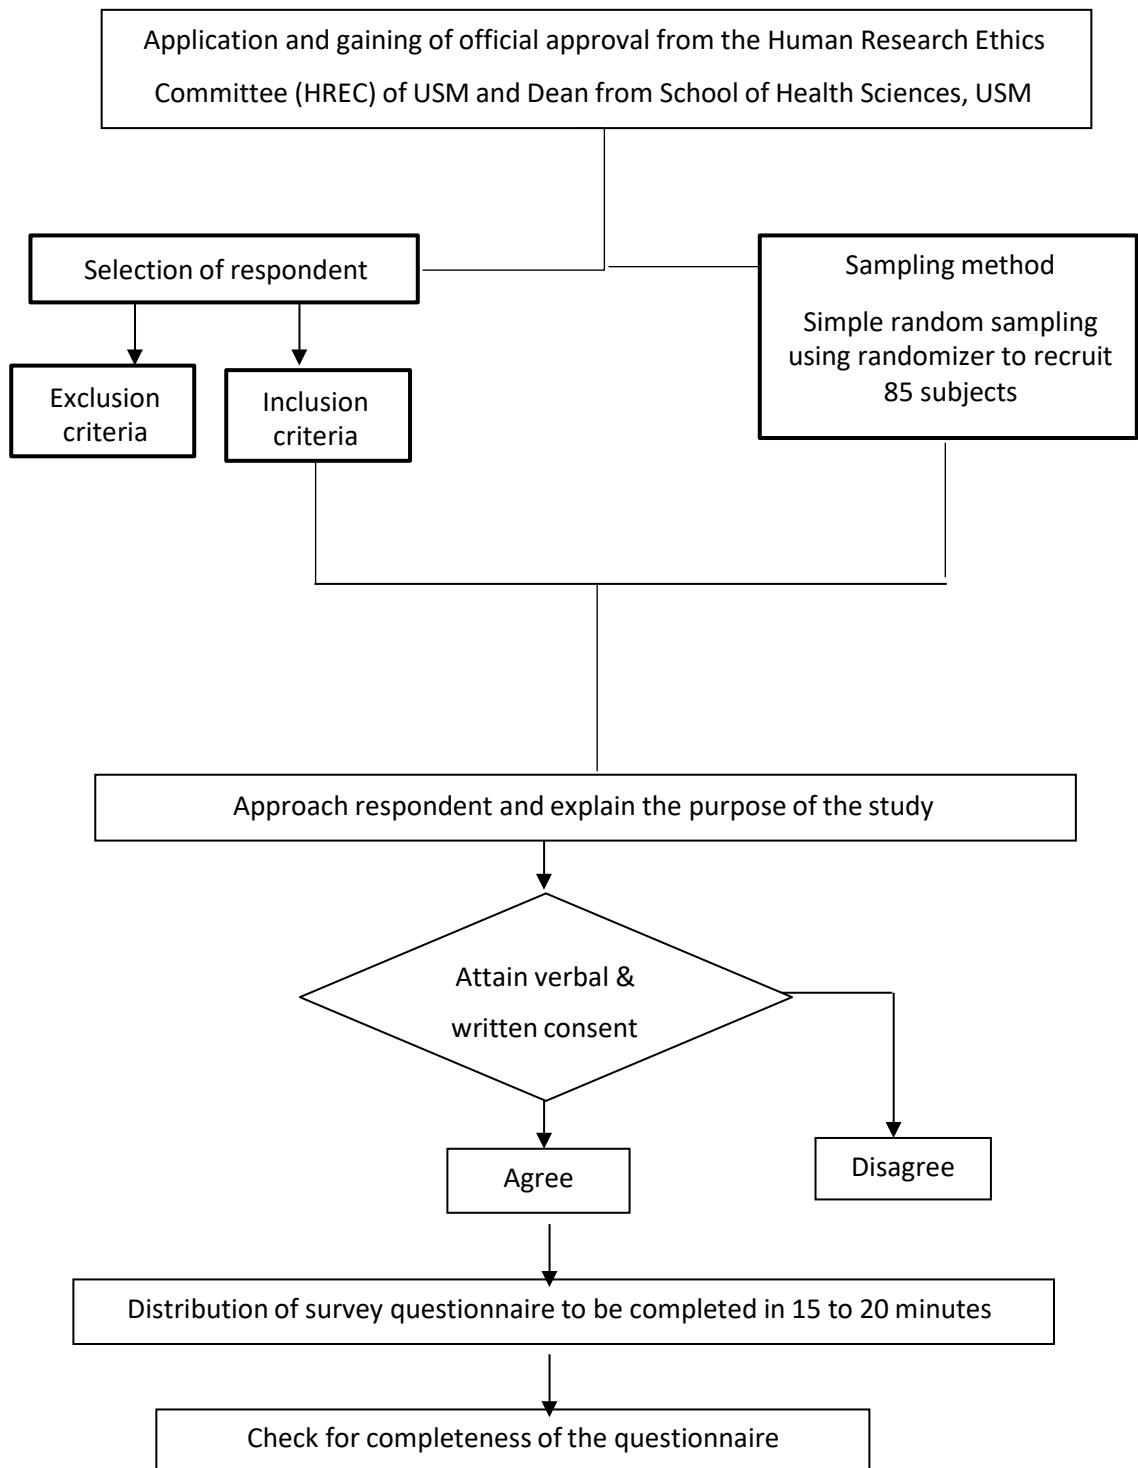 Application and gaining of official approval from the Human Research Ethics
Committee (HREC) of USM and Dean from School of Health Sciences, USM
Selection of respondent
Sampling method
Simple random sampling
using randomizer to recruit
85 subjects
Exclusion
criteria
Inclusion
criteria
Approach respondent and explain the purpose of the study
Attain verbal &
written consent
Agree
Disagree
Distribution of survey questionnaire to be completed in 15 to 20 minutes
Check for completeness of the questionnaire